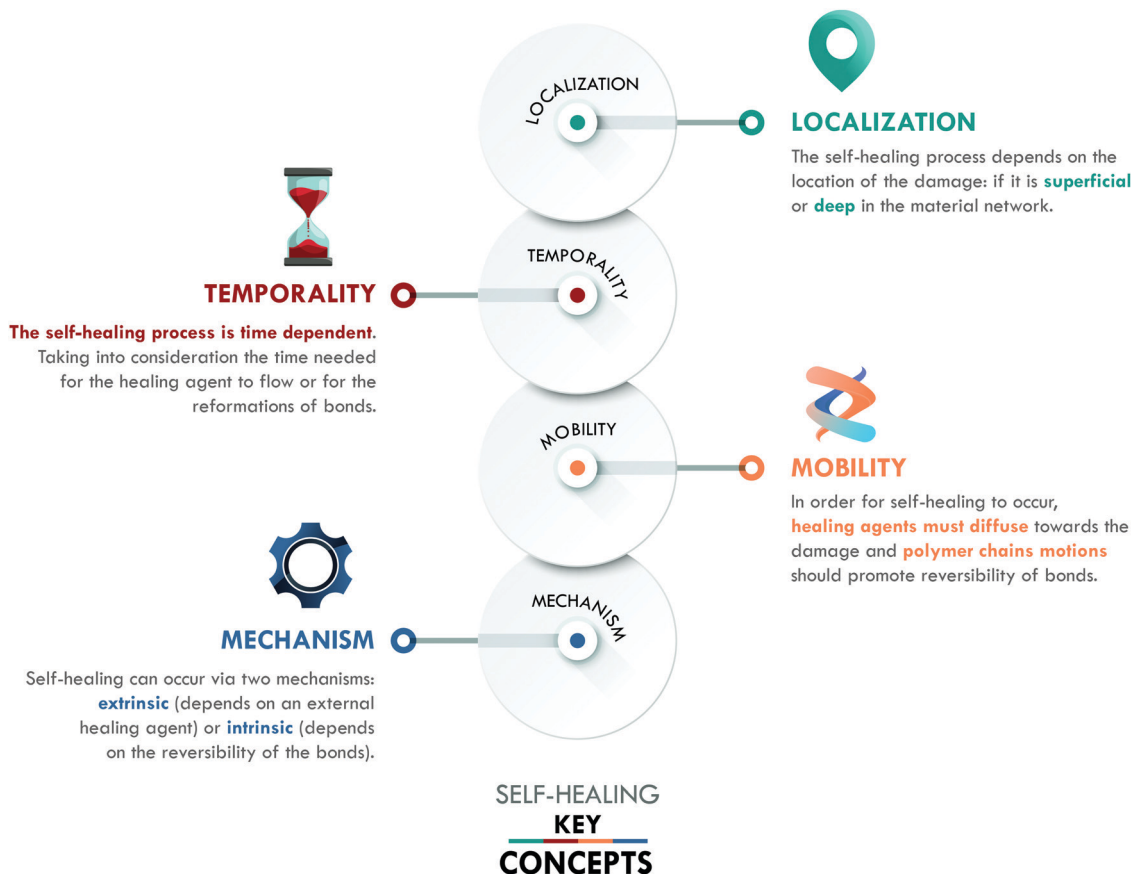 LOCALIZATION
LOCALIZATION
The self-healing process depends on the
location of the damage: if it is superficial
or deep in the material network.
TEMPORALITY
TEMPORALITY
The self-healing process is time dependent.
Taking into consideration the time needed
for the healing agent to flow or for the
reformations of bonds.
MOBILITY
MOBILITY
In order for self-healing to occur,
healing agents must diffuse towards the
damage and polymer chains motions
should promote reversibility of bonds.
MECHANISM
MECHANISM
Self-healing can occur via two mechanisms:
extrinsic (depends on an external
healing agent) or intrinsic (depends
on the reversibility of the bonds).
SELF-HEALING
KEY
CONCEPTS